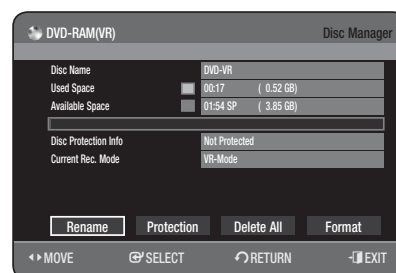 DVD-RAM(VR) Disc Manager
Disc Name DVD-VR
Used Space 00:17 ( 0.52 GB)
Available Space 01:54 SP ( 3.85 GB)
Disc Protection Info Not Protected
Current Rec. Mode VR-Mode
Rename Protection Delete All Format
MOVE SELECT RETURN EXIT